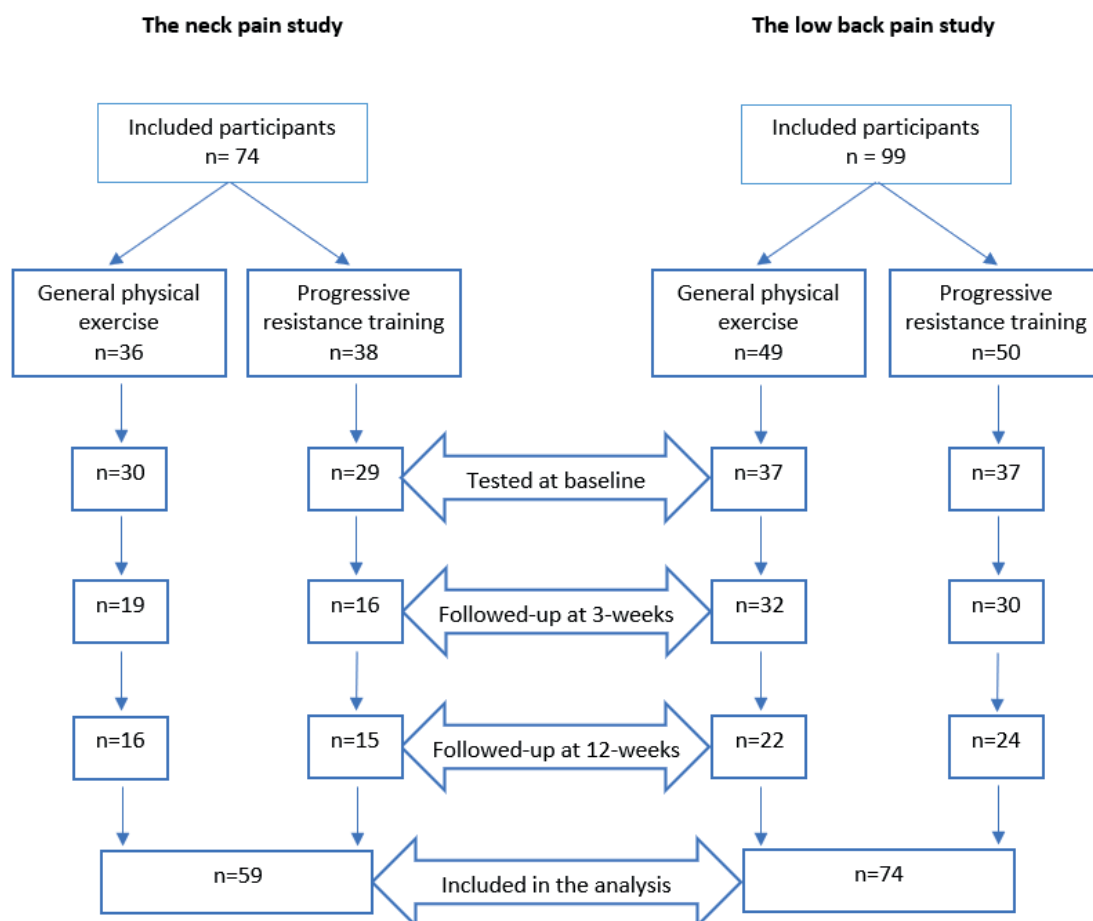 The neck pain study
The low back pain study
Included participants
n= 74
Included participants
n = 99
General physical
exercise
n=36
Progressive
resistance training
n=38
General physical
exercise
n=49
Progressive
resistance training
n=50
n=30
n=29
Tested at baseline
n=37
n=37
n=19
n=16
Followed-up at 3-weeks
n=32
n=30
n=16
n=15
Followed-up at 12-weeks
n=22
n=24
n=59
Included in the analysis
n=74